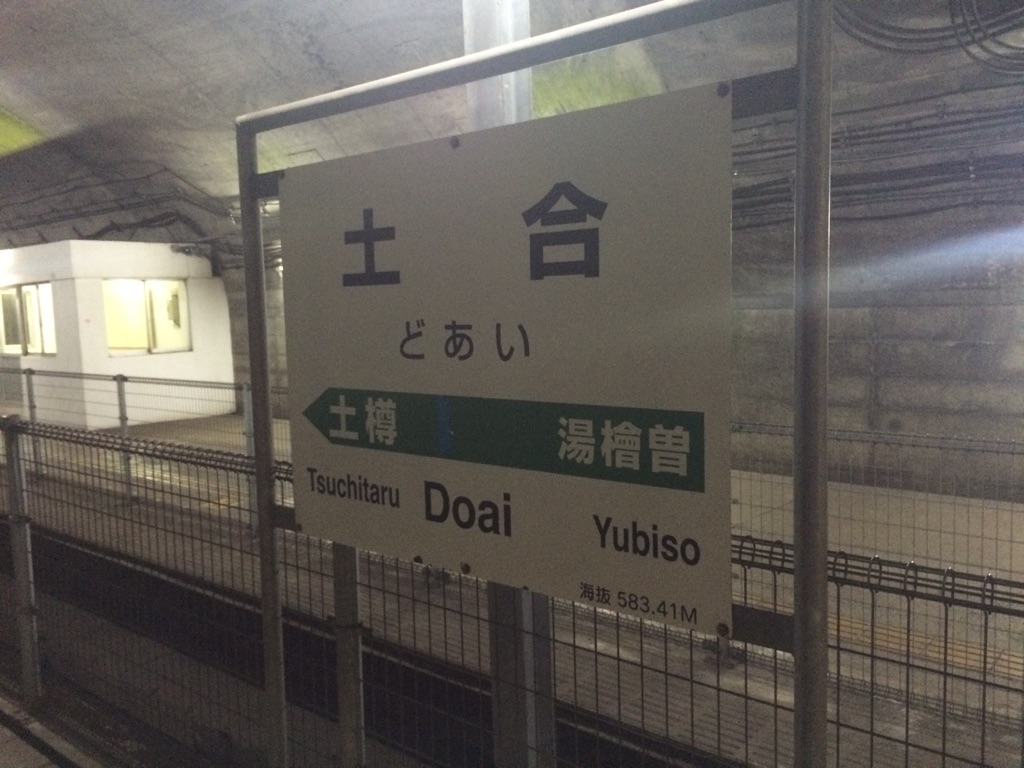 土合
どあい
土樽 湯檜曽
Tsuchitaru Doai Yubiso
海抜 583.41M